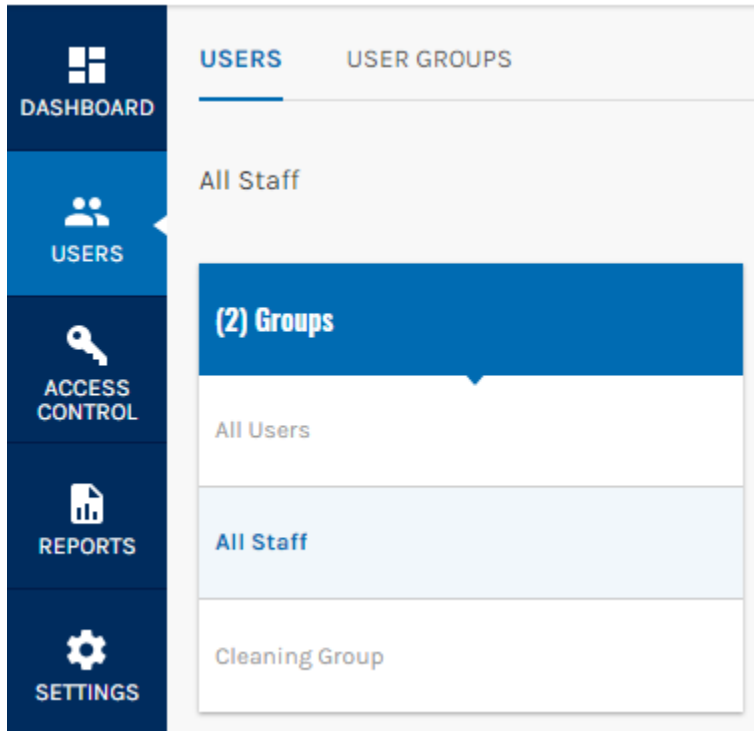 DASHBOARD
USERS
ACCESS
CONTROL
REPORTS
SETTINGS
USERS USER GROUPS
All Staff
(2) Groups
All Users
All Staff
Cleaning Group